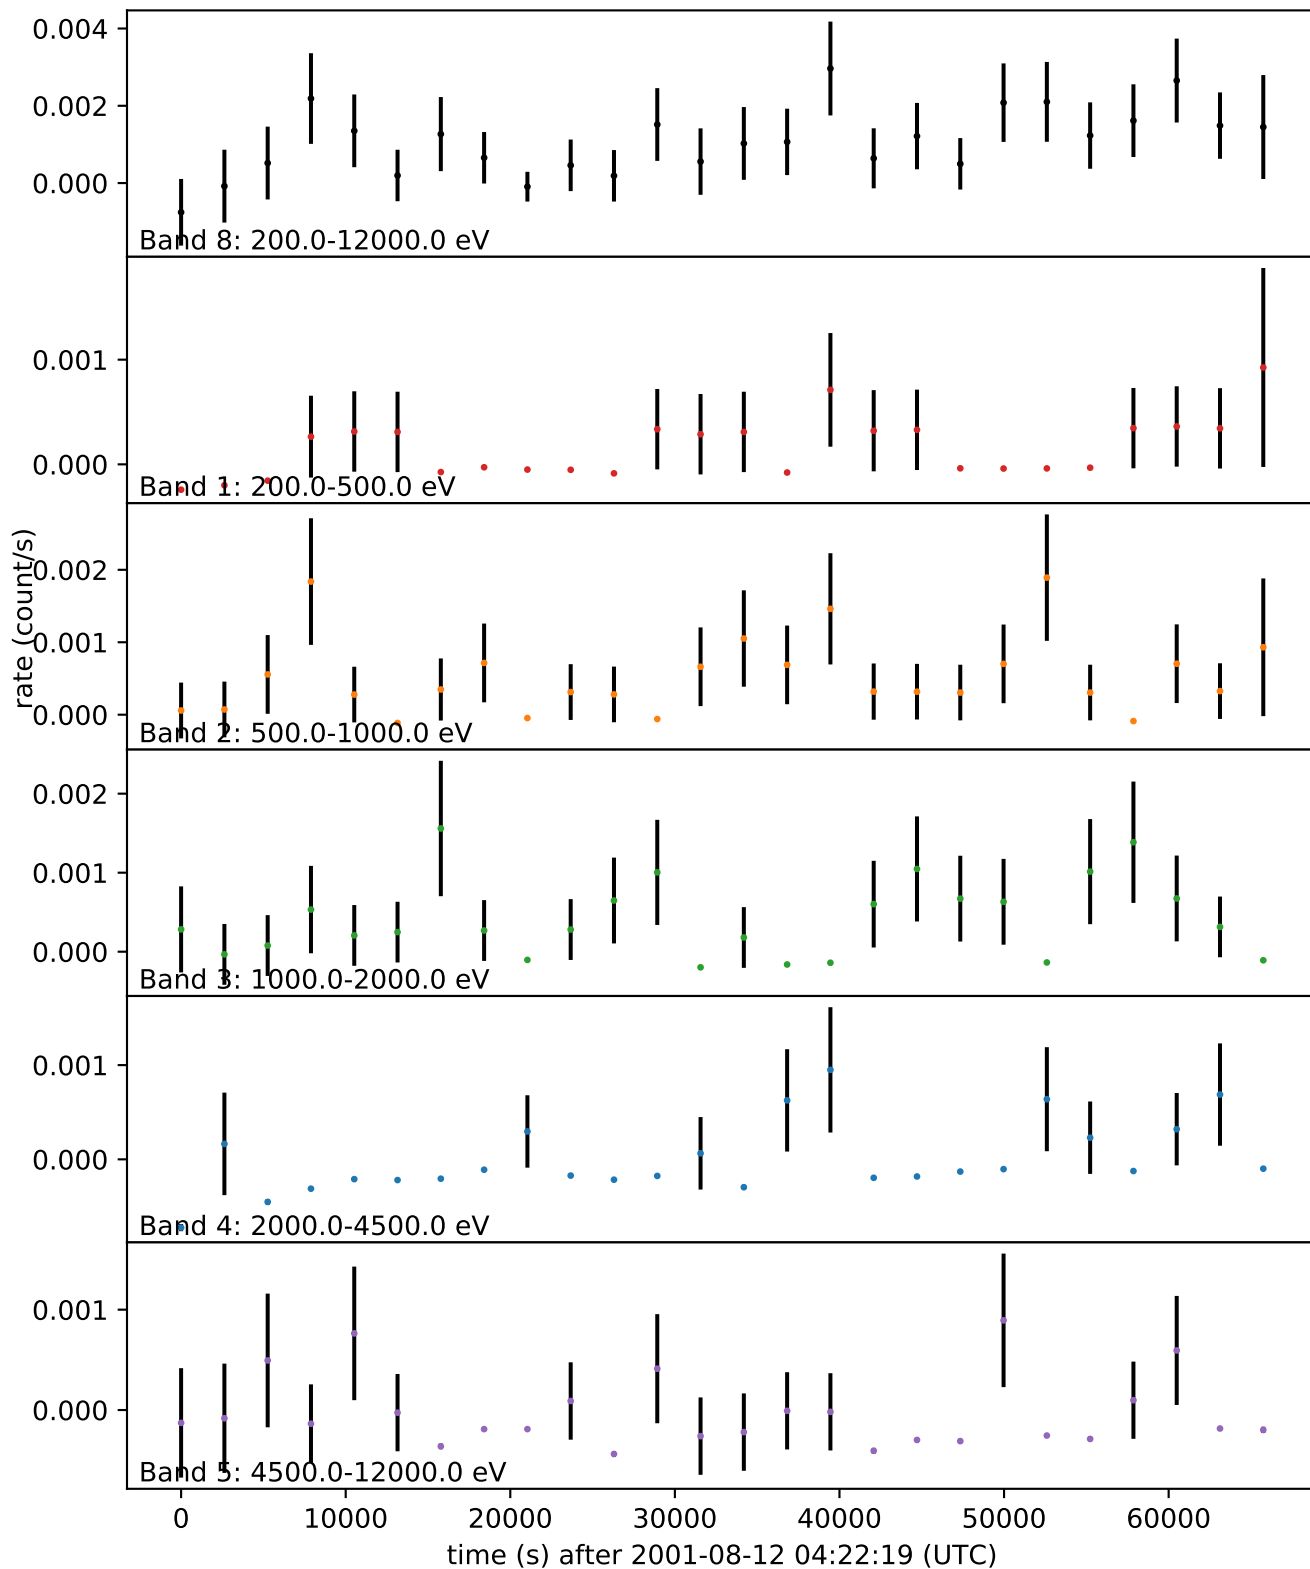 0.004
0.002
0.000
Band 8: 200.0-12000.0 eV
0.001
0.000
Band 1: 200.0-500.0 eV
rate (count/s)
0.002
0.001
0.000
Band 2: 500.0-1000.0 eV
0.002
0.001
0.000
Band 3: 1000.0-2000.0 eV
0.001
0.000
Band 4: 2000.0-4500.0 eV
0.001
0.000
Band 5: 4500.0-12000.0 eV
0 10000 20000 30000 40000 50000 60000
time (s) after 2001-08-12 04:22:19 (UTC)